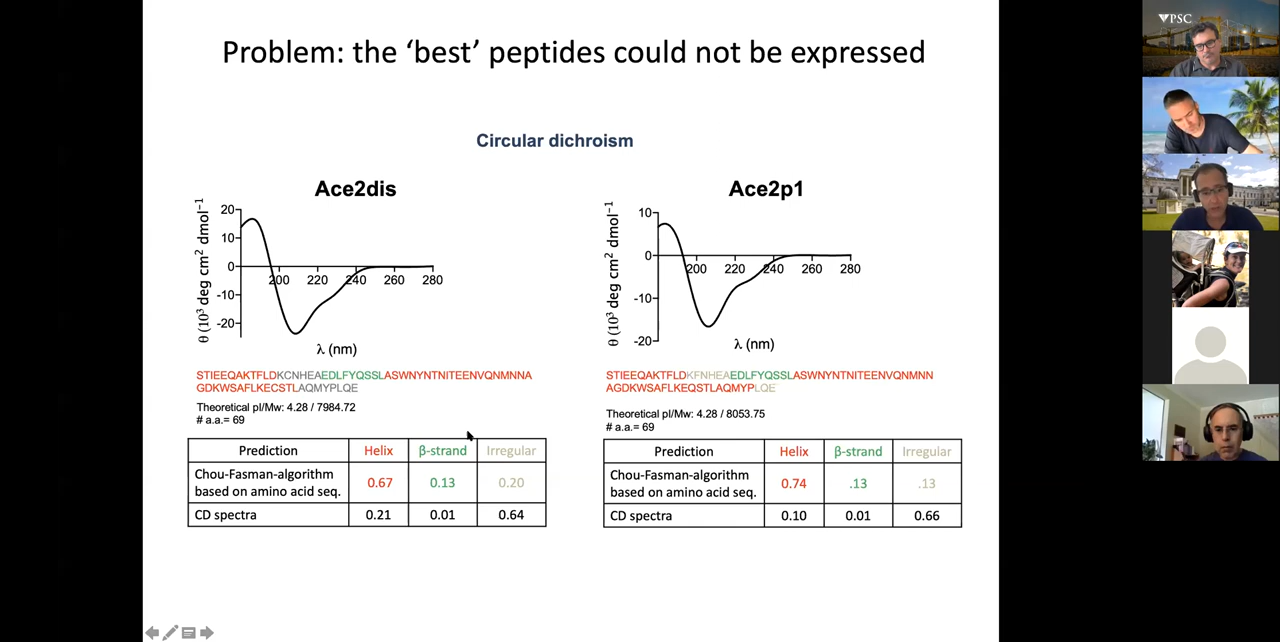 PSC
Problem: the ‘best’ peptides could not be expressed
Circular dichroism
Ace2dis
θ (10³ deg cm² dmol⁻¹
20
10
0
-10
-20
200
220
240
260
280
λ (nm)
STIEEQAKTFLDKCNHEAEDLFYQSSLASWNYNTNITEENVQNMNNA
GDKWSAFLKECSTLAQMYPLQE
Theoretical pI/Mw: 4.28 / 7984.72
# a.a.= 69
Prediction Helix β-strand Irregular
Chou-Fasman-algorithm
based on amino acid seq. 0.67 0.13 0.20
CD spectra 0.21 0.01 0.64
Ace2p1
θ (10³ deg cm² dmol⁻¹
10
0
-10
-20
200
220
240
260
280
λ (nm)
STIEEQAKTFLDKFNHEAEDLFYQSSLASWNYNTNITEENVQNMNN
AGDKWSAFLKEQSTLAQMYPLQE
Theoretical pI/Mw: 4.28 / 8053.75
# a.a.= 69
Prediction Helix β-strand Irregular
Chou-Fasman-algorithm
based on amino acid seq. 0.74 .13 .13
CD spectra 0.10 0.01 0.66